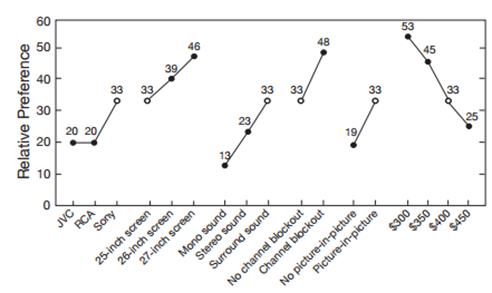 Relative Preference
60
50
40
30
20
10
0
20 20 33
33 39 46
13 23 33
33 48
19 33
53 45 33 25
JVC
RCA
Sony
25-inch screen
26-inch screen
27-inch screen
Mono sound
Stereo sound
Surround sound
No channel blockout
Channel blockout
No picture-in-picture
Picture-in-picture
$300
$350
$400
$450